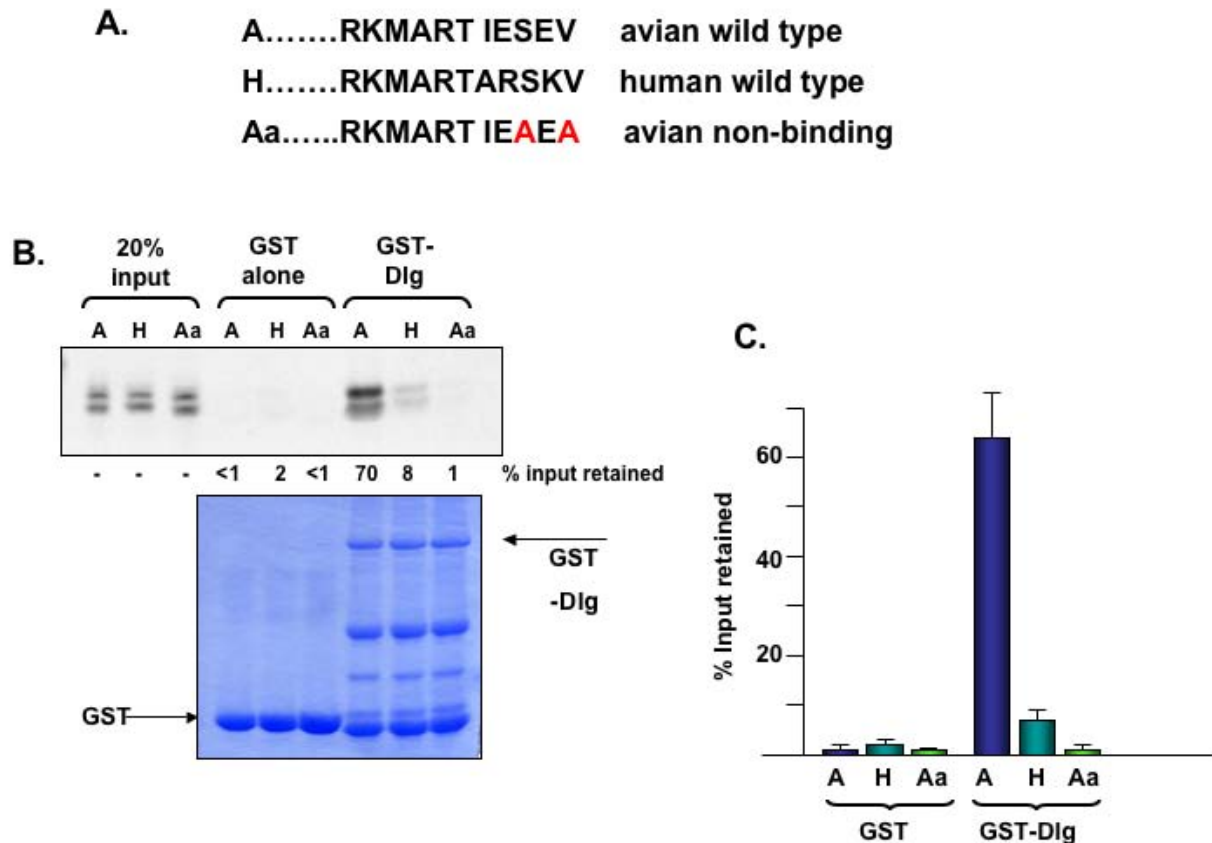 A.
A.......RKMART IESEV avian wild type
H.......RKMARTARSKV human wild type
Aa......RKMART IEAEA avian non-binding
B.
20% input
GST alone
GST-Dlg
A H Aa A H Aa A H Aa
- - - <1 2 <1 70 8 1 % input retained
GST
-Dlg
GST
C.
% Input retained
60
40
20
A H Aa A H Aa
GST GST-Dlg